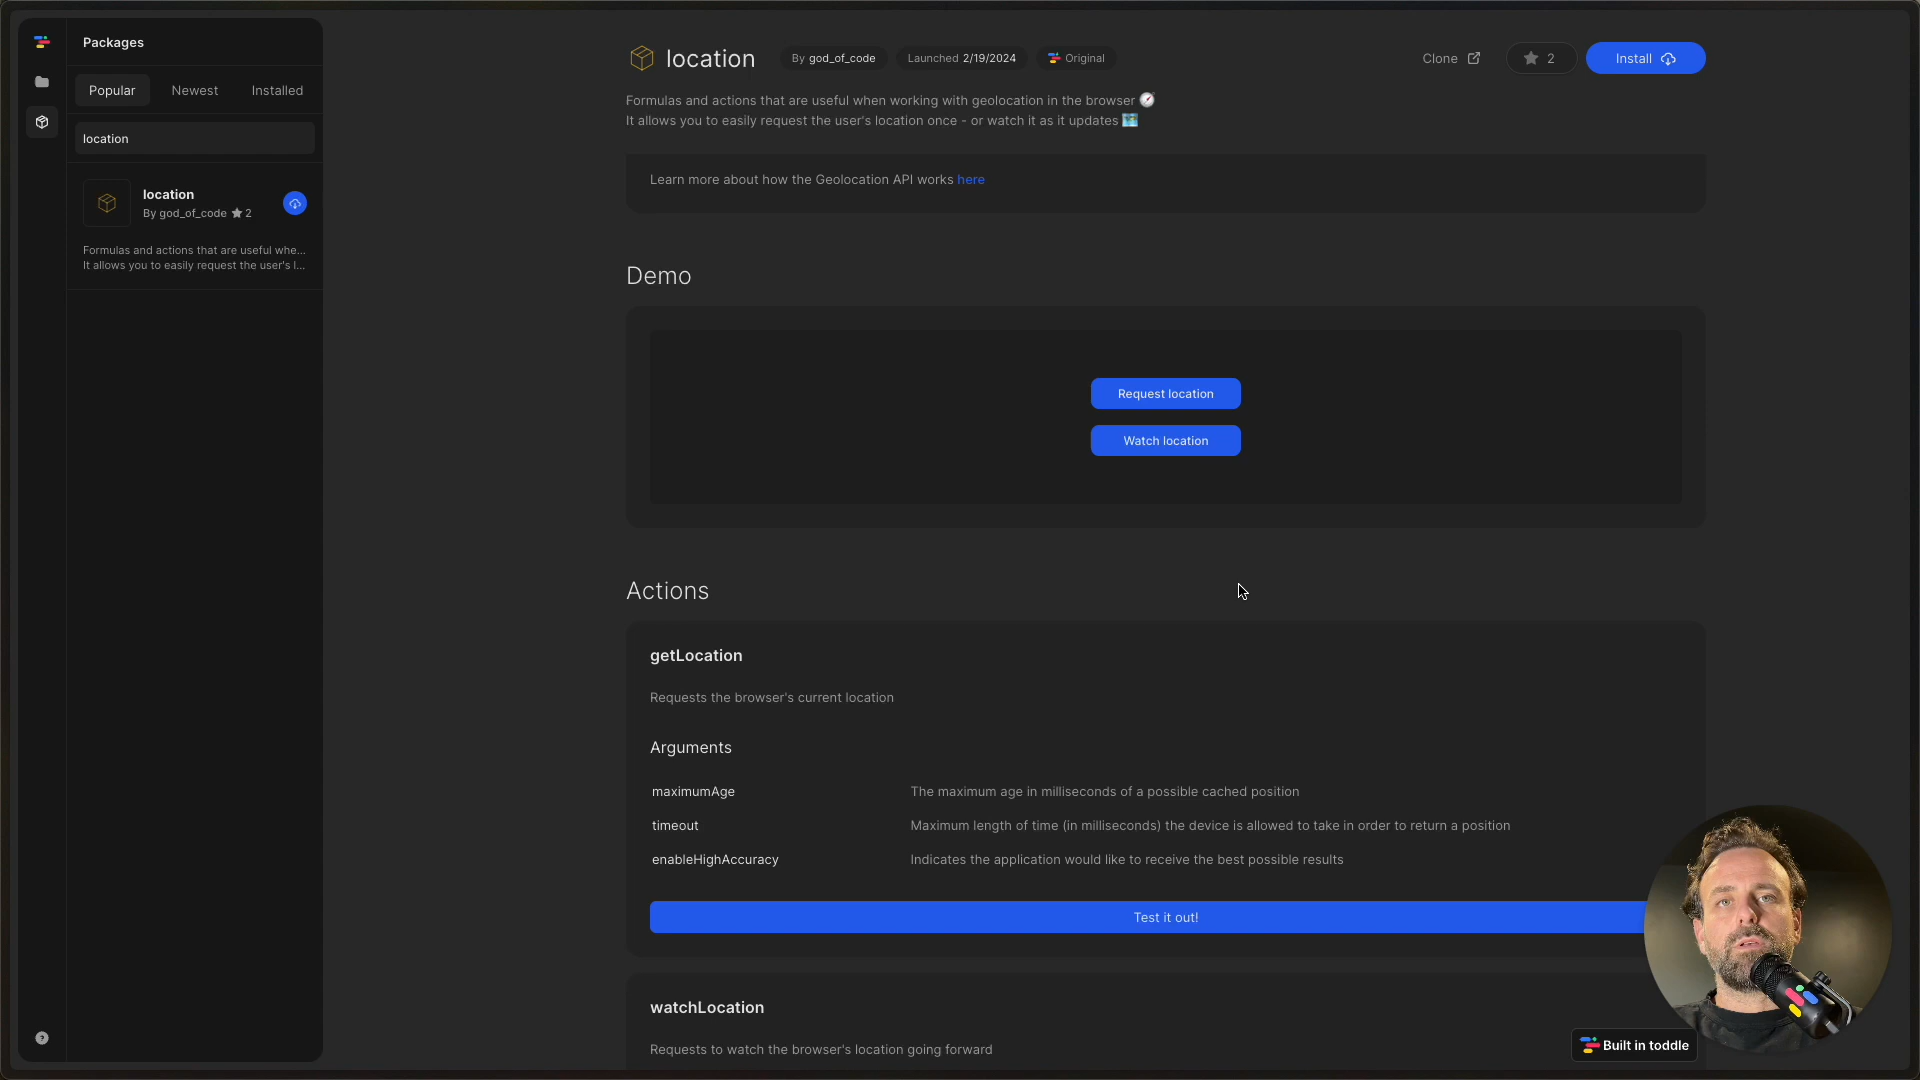 Packages
Popular
Newest
Installed
location
location
By god_of_code 2
Formulas and actions that are useful whe...
It allows you to easily request the user's l...
location
By god_of_code
Launched 2/19/2024
Original
Clone
2
Install
Formulas and actions that are useful when working with geolocation in the browser
It allows you to easily request the user's location once - or watch it as it updates
Learn more about how the Geolocation API works here
Demo
Request location
Watch location
Actions
getLocation
Requests the browser's current location
Arguments
maximumAge
The maximum age in milliseconds of a possible cached position
timeout
Maximum length of time (in milliseconds) the device is allowed to take in order to return a position
enableHighAccuracy
Indicates the application would like to receive the best possible results
Test it out!
watchLocation
Requests to watch the browser's location going forward
Built in toddle
?